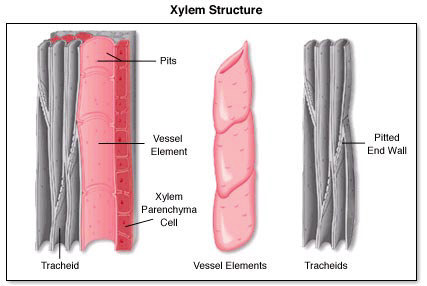 Xylem Structure
Pits
Vessel
Element
Xylem
Parenchyma
Cell
Pitted
End Wall
Tracheid
Vessel Elements
Tracheids